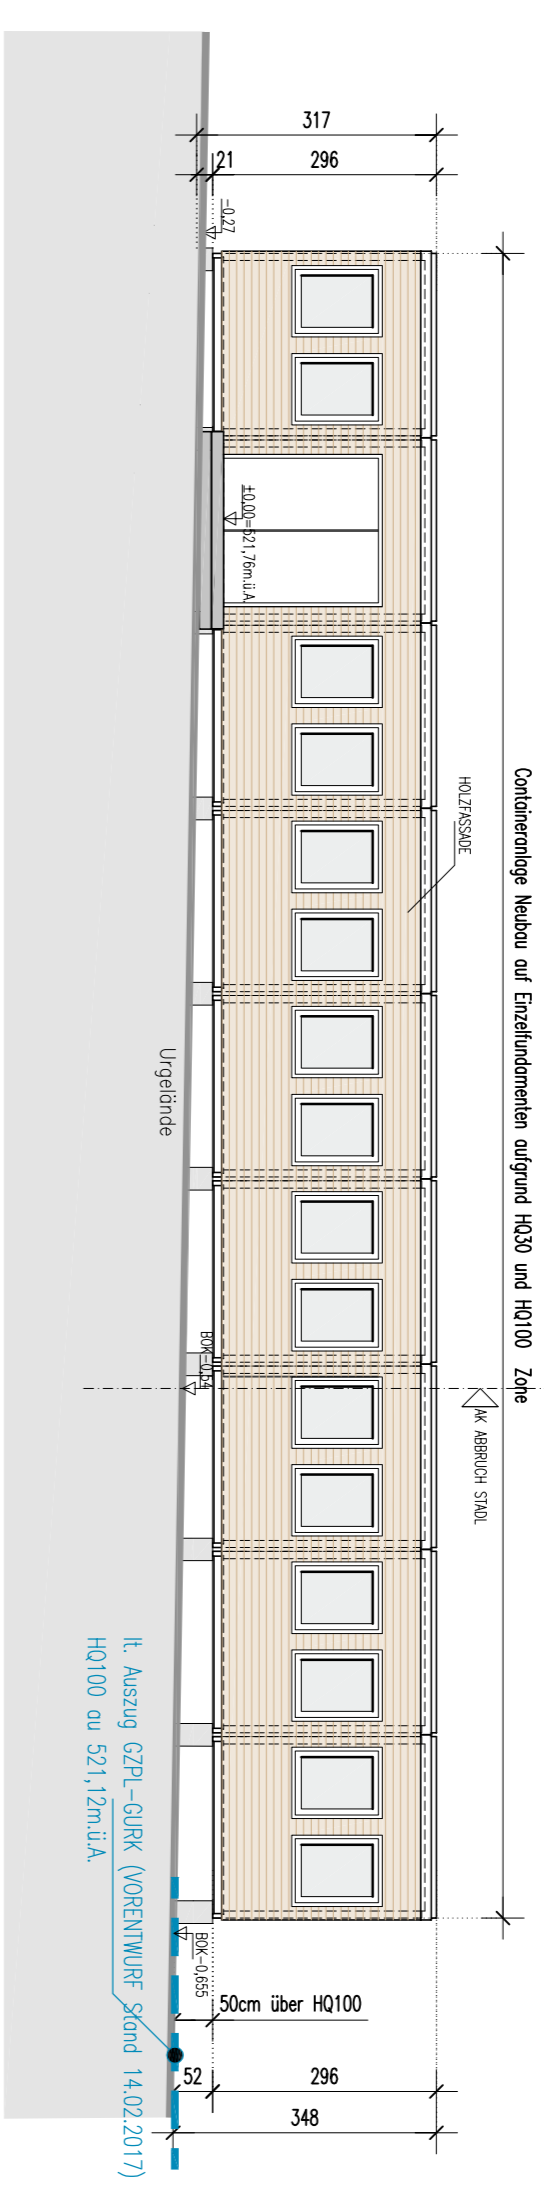 Containeranlage Neubau auf Einzelfundamenten aufgrund HQ30 und HQ100 Zone
317
21
296
-0,27
±0,00=521,76m.ü.A.
HOLZFASSADE
AK ABBRUCH STADL
Urgelände
BOK-0,54
BOK-0,655
50cm über HQ100
52
296
348
lt. Auszug GZPL-GURK (VORENTWURF Stand 14.02.2017)
HQ100 au 521,12m.ü.A.